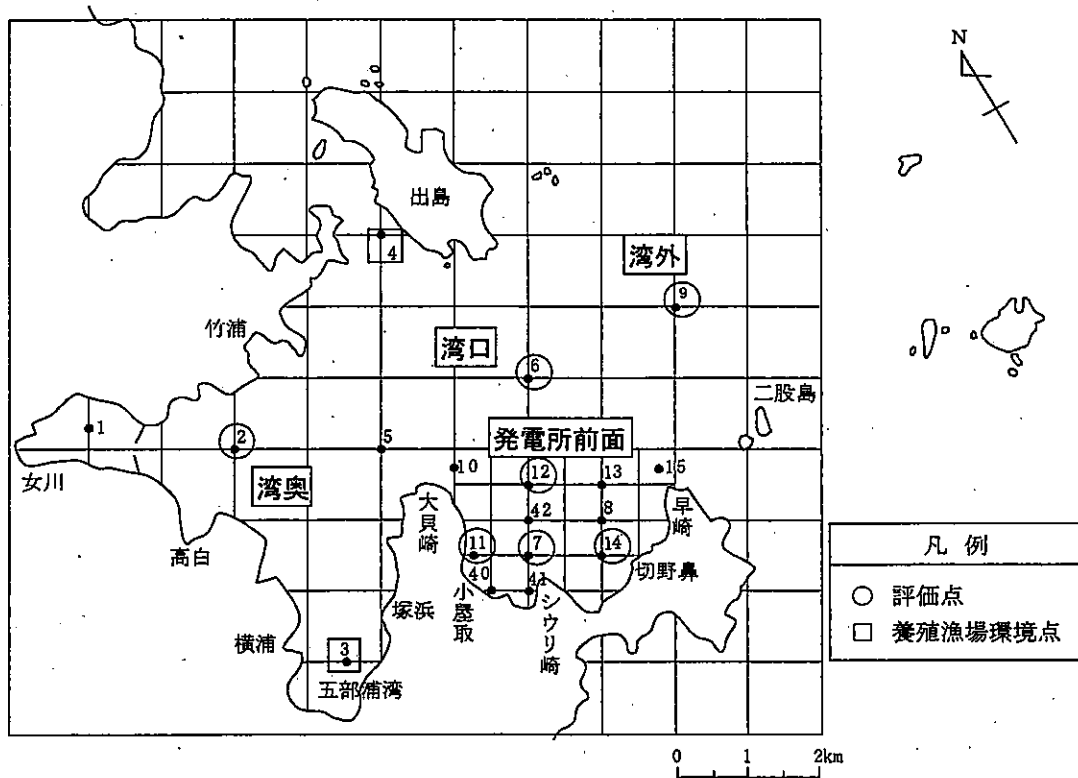 N
出島
4
湾外
9
竹浦
湾口
6
二股島
発電所前面
1
2
5
10
12
13
15
女川
湾奥
大貝崎
42
8
早崎
高白
11
7
14
切野鼻
40
41
小屋取
シウリ崎
塚浜
横浦
3
五部浦湾
凡例
評価点
養殖漁場環境点
0 1 2km